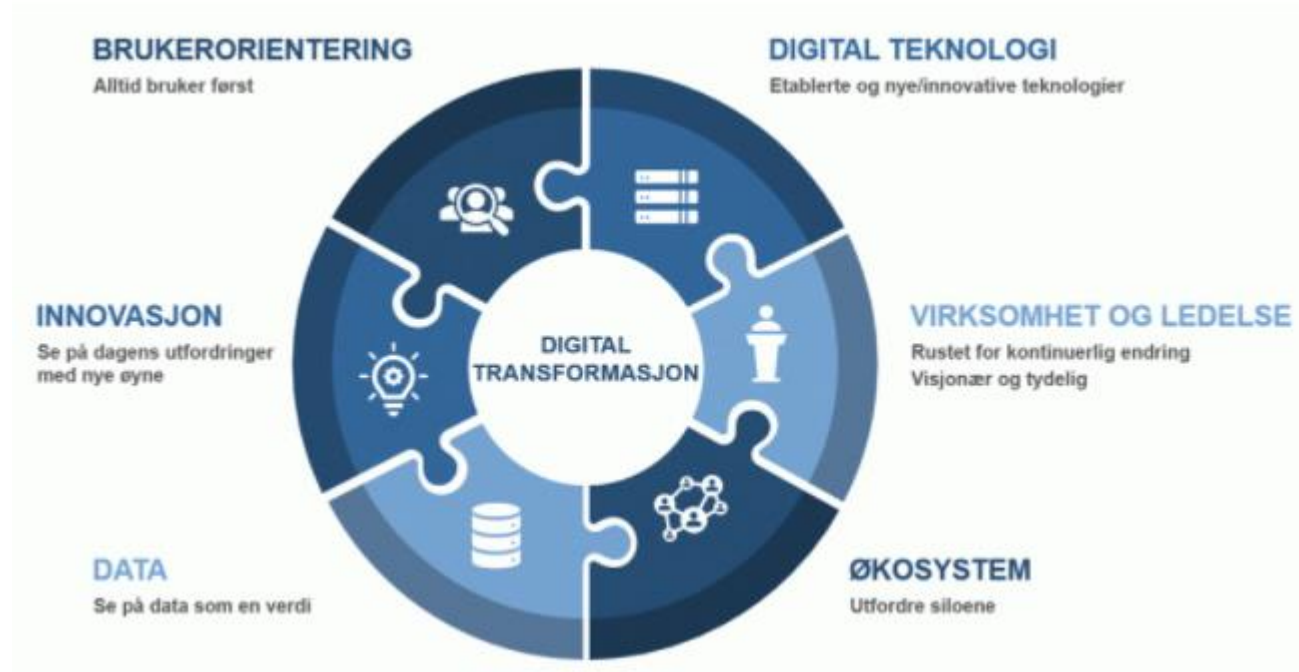 BRUKERORIENTERING
Alltid bruker først
DIGITAL TEKNOLOGI
Etablerte og nye/innovative teknologier
INNOVASJON
Se på dagens utfordringer
med nye øyne
DIGITAL
TRANSFORMASJON
VIRKSOMHET OG LEDELSE
Rustet for kontinuerlig endring
Visjonær og tydelig
DATA
Se på data som en verdi
ØKOSYSTEM
Utfordre siloene